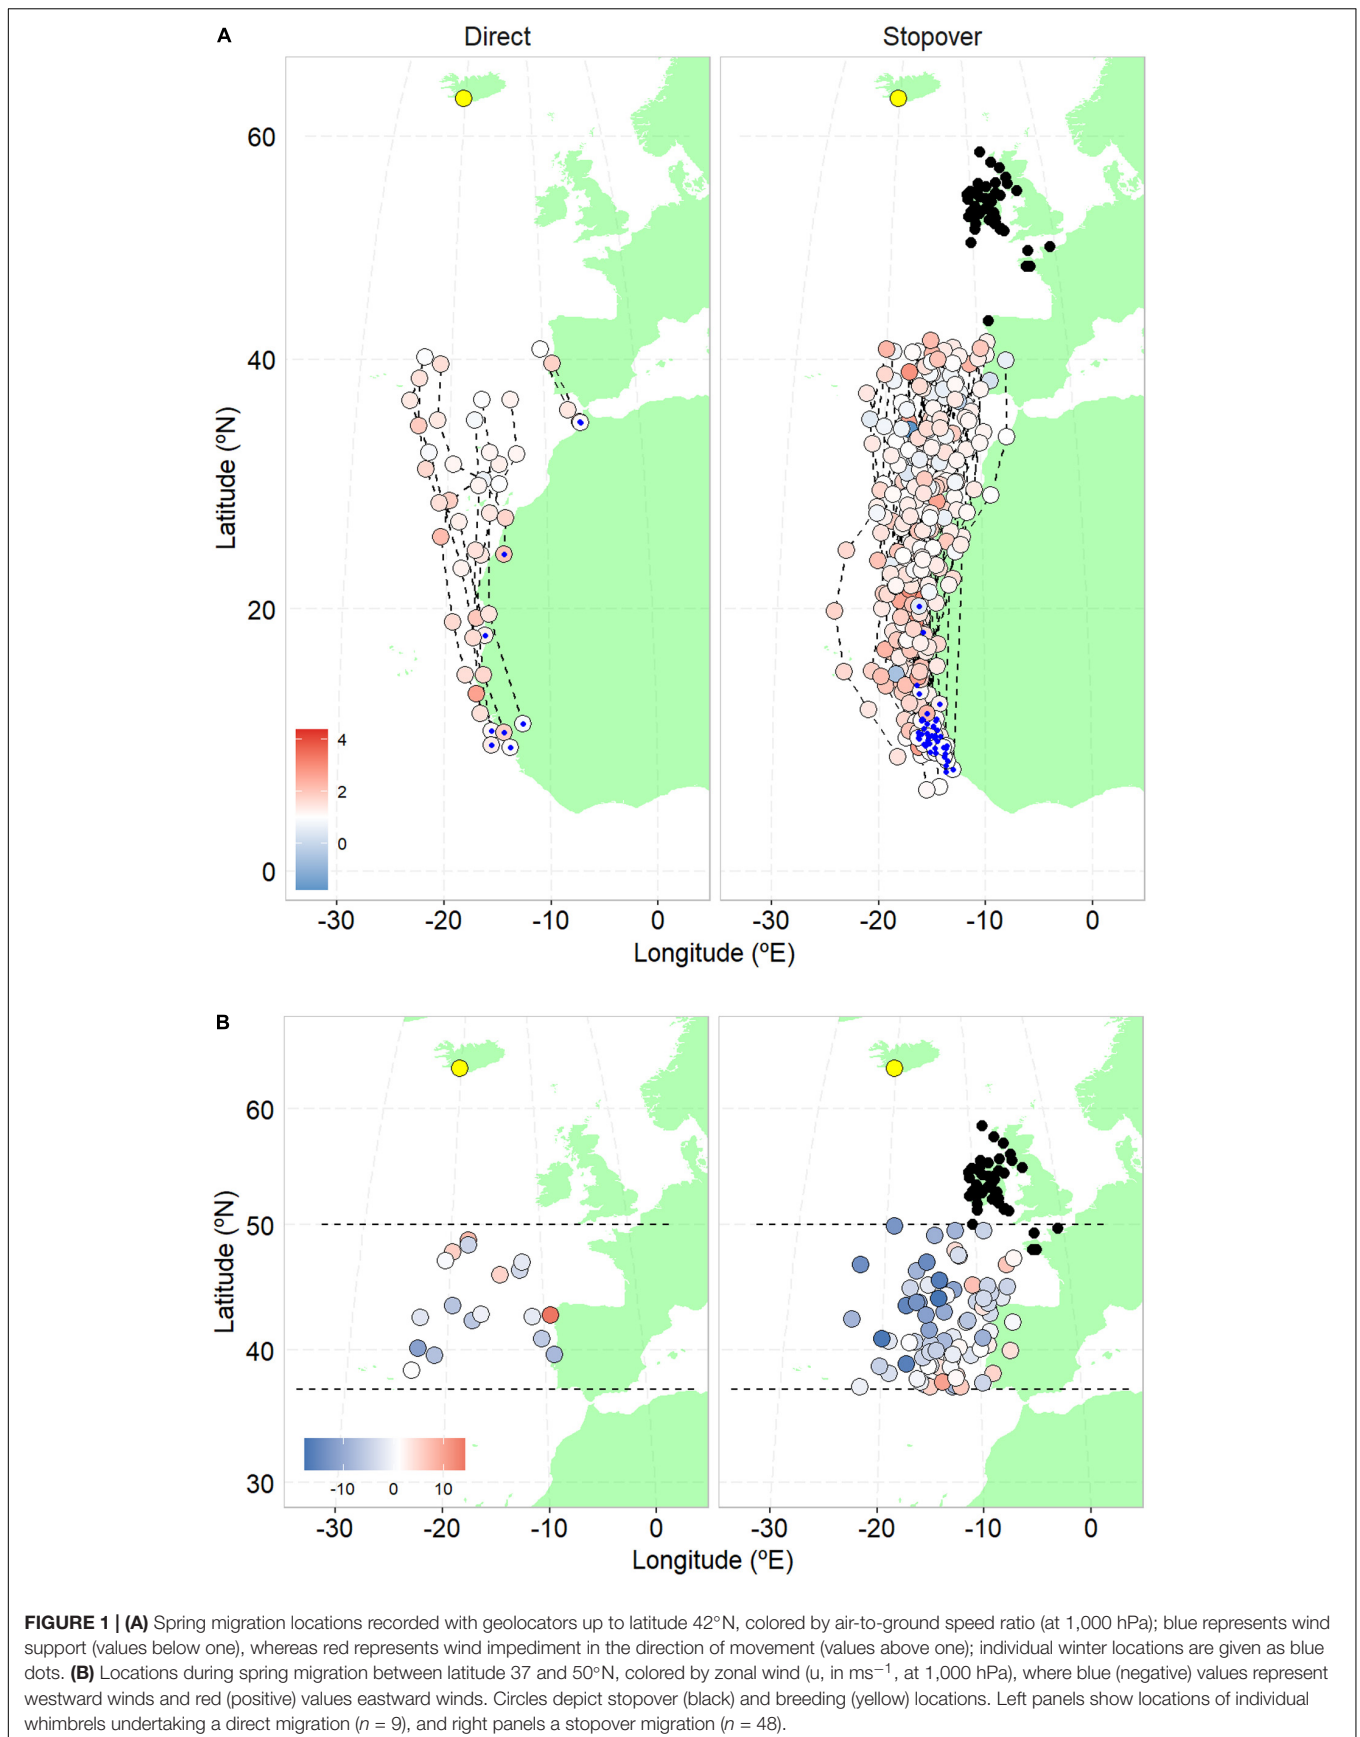 A
Direct
Stopover
60
40
20
0
Latitude (ºN)
4
2
0
-30
-20
-10
0
-30
-20
-10
0
Longitude (ºE)
B
60
50
40
30
Latitude (ºN)
-10
0
10
-30
-20
-10
0
-30
-20
-10
0
Longitude (ºE)
FIGURE 1 | (A) Spring migration locations recorded with geolocators up to latitude 42°N, colored by air-to-ground speed ratio (at 1,000 hPa); blue represents wind
support (values below one), whereas red represents wind impediment in the direction of movement (values above one); individual winter locations are given as blue
dots. (B) Locations during spring migration between latitude 37 and 50°N, colored by zonal wind (u, in ms−1, at 1,000 hPa), where blue (negative) values represent
westward winds and red (positive) values eastward winds. Circles depict stopover (black) and breeding (yellow) locations. Left panels show locations of individual
whimbrels undertaking a direct migration (n = 9), and right panels a stopover migration (n = 48).